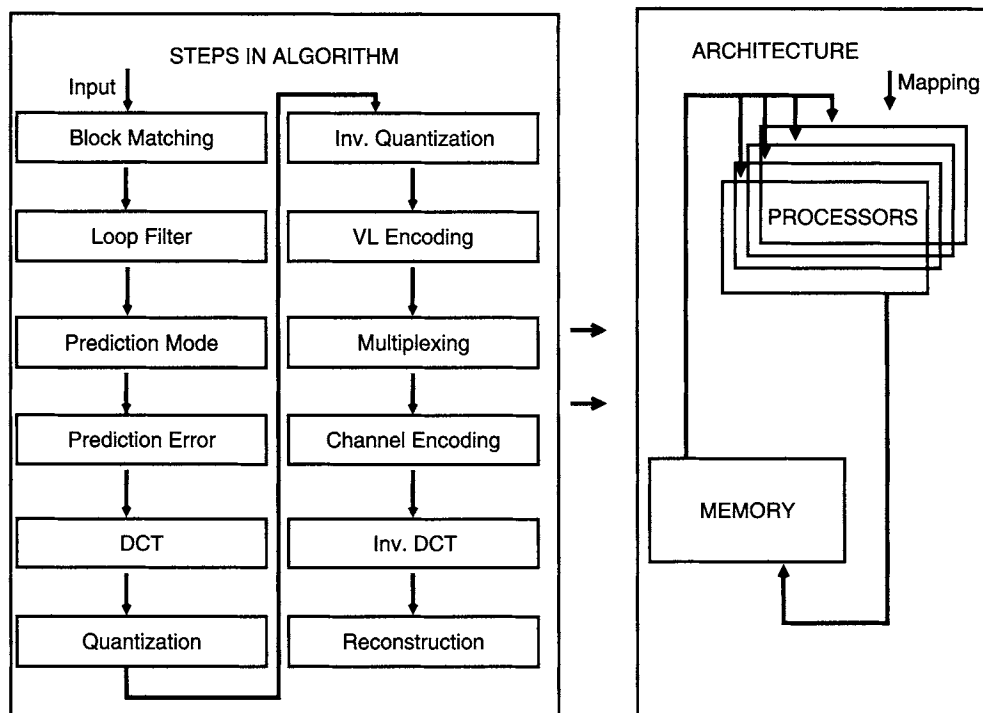 STEPS IN ALGORITHM
Input
Block Matching
Loop Filter
Prediction Mode
Prediction Error
DCT
Quantization
Inv. Quantization
VL Encoding
Multiplexing
Channel Encoding
Inv. DCT
Reconstruction
ARCHITECTURE
Mapping
PROCESSORS
MEMORY